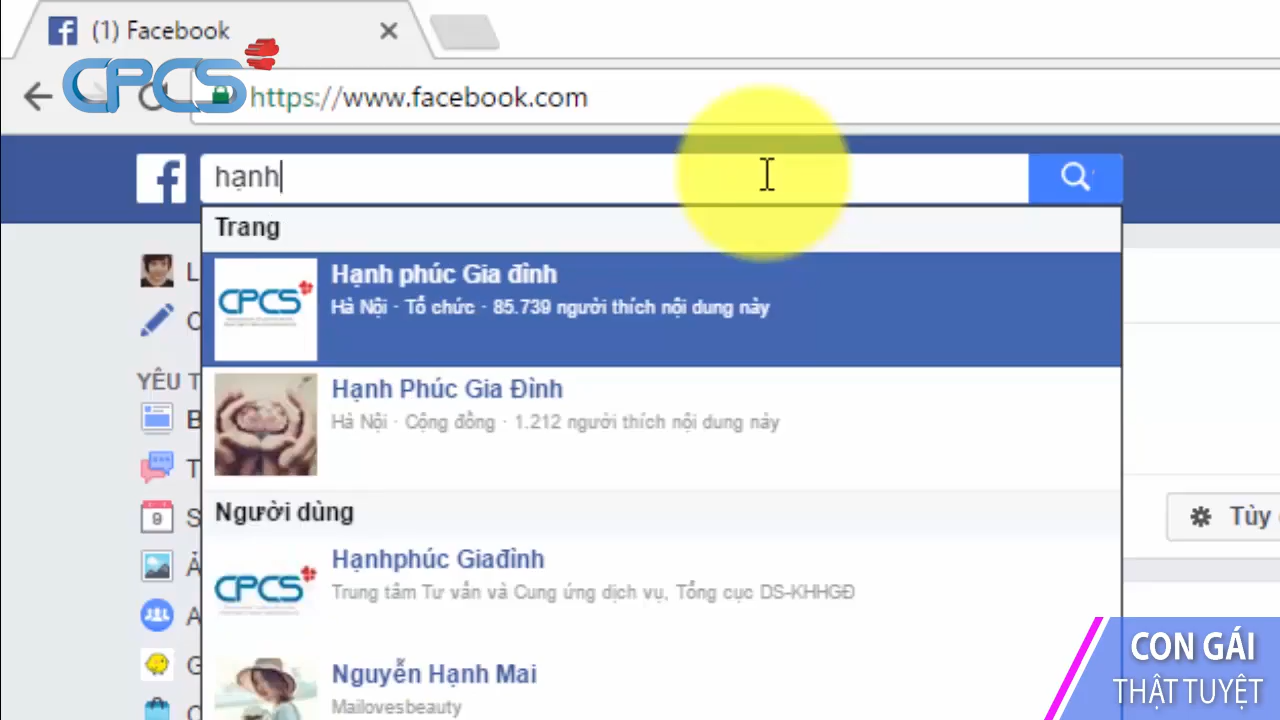 (1) Facebook
CPCS
https://www.facebook.com
hạnh
Trang
Hạnh phúc Gia đình
Hà Nội · Tổ chức · 85.739 người thích nội dung này
CPCS
Hạnh Phúc Gia Đình
Hà Nội · Cộng đồng · 1.212 người thích nội dung này
YÊU T
Người dùng
Hạnhphúc Giađình
CPCS
Trung tâm Tư vấn và Cung ứng dịch vụ, Tổng cục DS-KHHGĐ
Nguyễn Hạnh Mai
Mailovesbeauty
L
B
T
9
S
Ả
A
G
Tùy
CON GÁI
THẬT TUYỆT